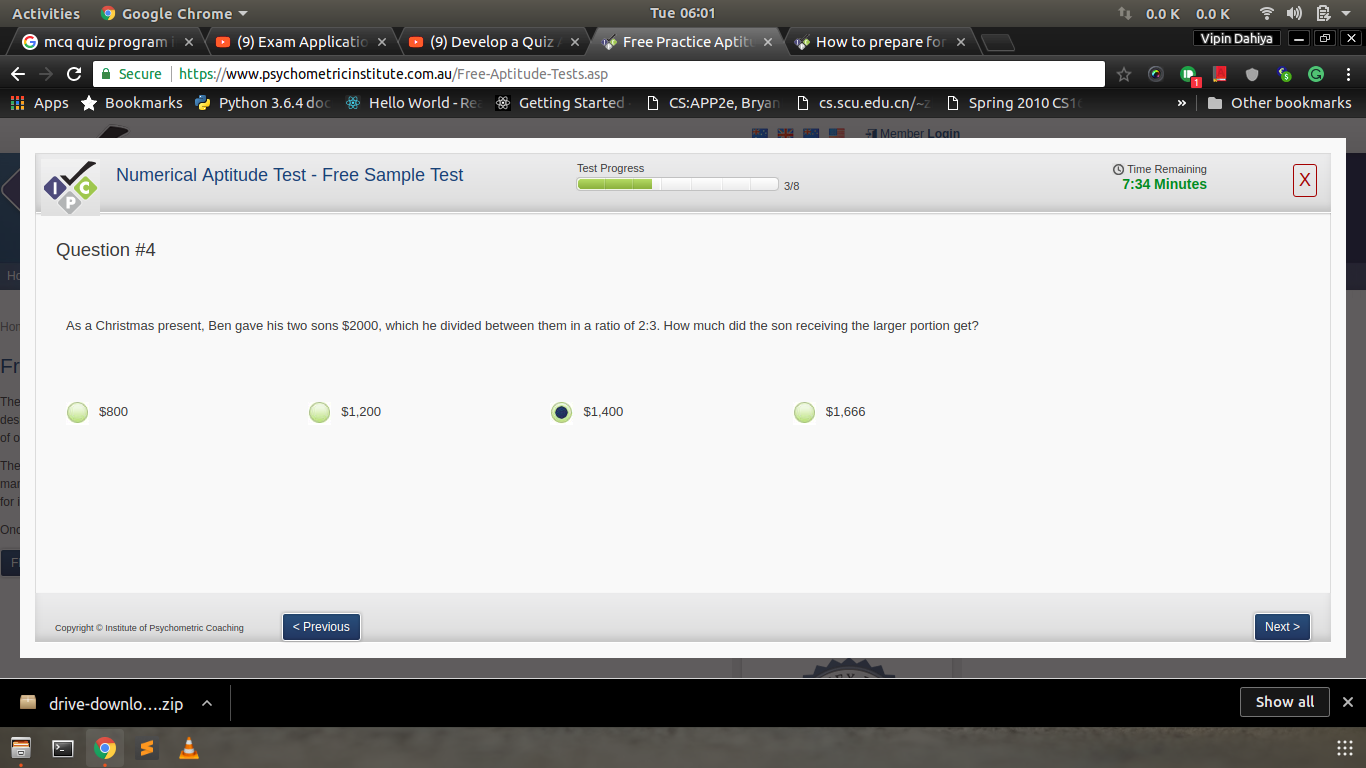 Activities Google Chrome Tue 06:01 0.0 K 0.0 K
mcq quiz program (9) Exam Applicatio (9) Develop a Quiz Free Practice Aptit How to prepare for Vipin Dahiya
Secure https://www.psychometricinstitute.com.au/Free-Aptitude-Tests.asp
Apps Bookmarks Python 3.6.4 doc Hello World - Re Getting Started CS:APP2e, Bryan cs.scu.edu.cn/~z Spring 2010 CS1 » Other bookmarks
Member Login
Numerical Aptitude Test - Free Sample Test
Test Progress
3/8
Time Remaining
7:34 Minutes
X
I P C
Question #4
As a Christmas present, Ben gave his two sons $2000, which he divided between them in a ratio of 2:3. How much did the son receiving the larger portion get?
$800 $1,200 $1,400 $1,666
Copyright © Institute of Psychometric Coaching < Previous Next >
drive-downlo....zip Show all